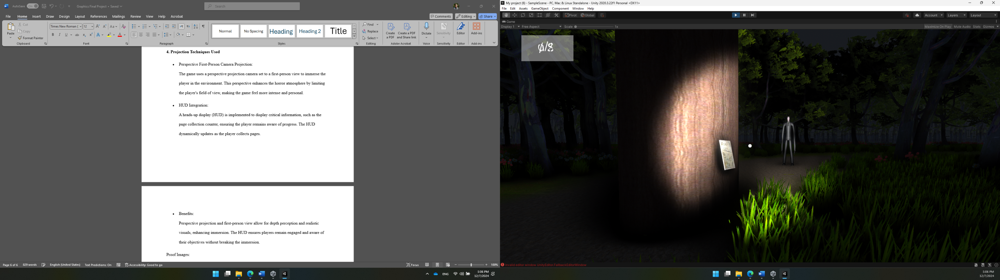 AutoSave On Graphics Final Project • Saved
Search
File Home Insert Draw Design Layout References Mailings Review View Help Acrobat
Comments Editing Share
Paste
Cut
Copy
Format Painter
Clipboard
Times New Roman ( 12
Font
Paragraph
Normal No Spacing Heading Heading 2 Title
Styles
Find
Replace
Select
Editing
Create a PDF
Create a PDF and Share link
Adobe Acrobat
Dictate
Voice
Sensitivity
Sensitivity
Editor
Editor
Add-ins
Add-ins
4. Projection Techniques Used
• Perspective First-Person Camera Projection:
The game uses a perspective projection camera set to a first-person view to immerse the
player in the environment. This perspective enhances the horror atmosphere by limiting
the player's field of view, making the game feel more intense and personal.
• HUD Integration:
A heads-up display (HUD) is implemented to display critical information, such as the
page collection counter, ensuring the player remains aware of progress. The HUD
dynamically updates as the player collects pages.
• Benefits:
Perspective projection and first-person view allow for depth perception and realistic
visuals, enhancing immersion. The HUD ensures players remain engaged and aware of
their objectives without breaking the immersion.
Proof Images:
Page 6 of 6 829 words English (United States) Text Predictions: On Accessibility: Good to go Focus 100%
ENG 5:06 PM
12/7/2024
My project (6) - SampleScene - PC, Mac & Linux Standalone - Unity 2020.3.22f1 Personal <DX11>
File Edit Assets GameObject Component Window Help
Pivot Global Account Layers Layout
Game
Display 1 Free Aspect Scale 1x Maximize On Play Mute Audio Stats Gizmos
0/8
DON'T
LOOK
OR IT
TAKES
YOU
Invalid editor window UnityEditor.FallbackEditorWindow
5:06 PM
12/7/2024